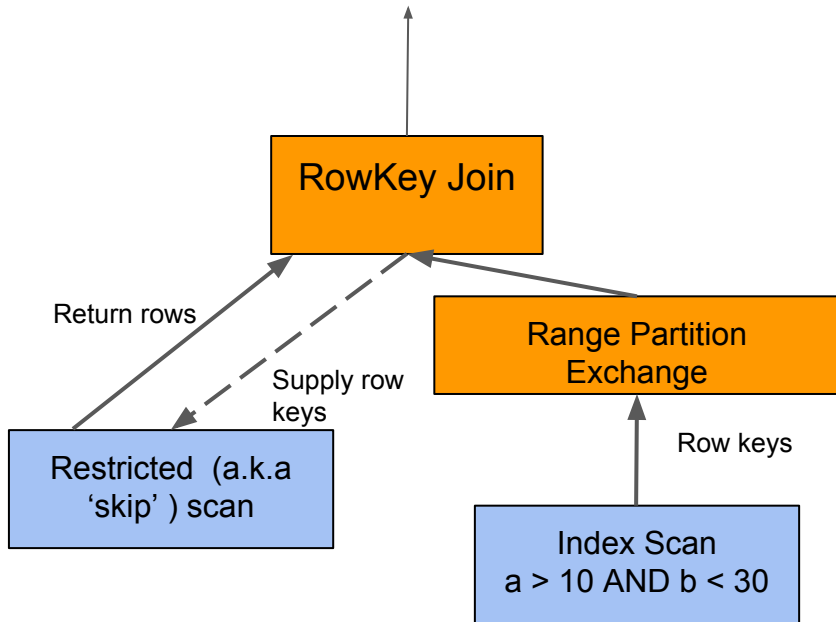 RowKey Join
Return rows
Range Partition
Exchange
Supply row
keys
Row keys
Restricted (a.k.a
‘skip’ ) scan
Index Scan
a > 10 AND b < 30